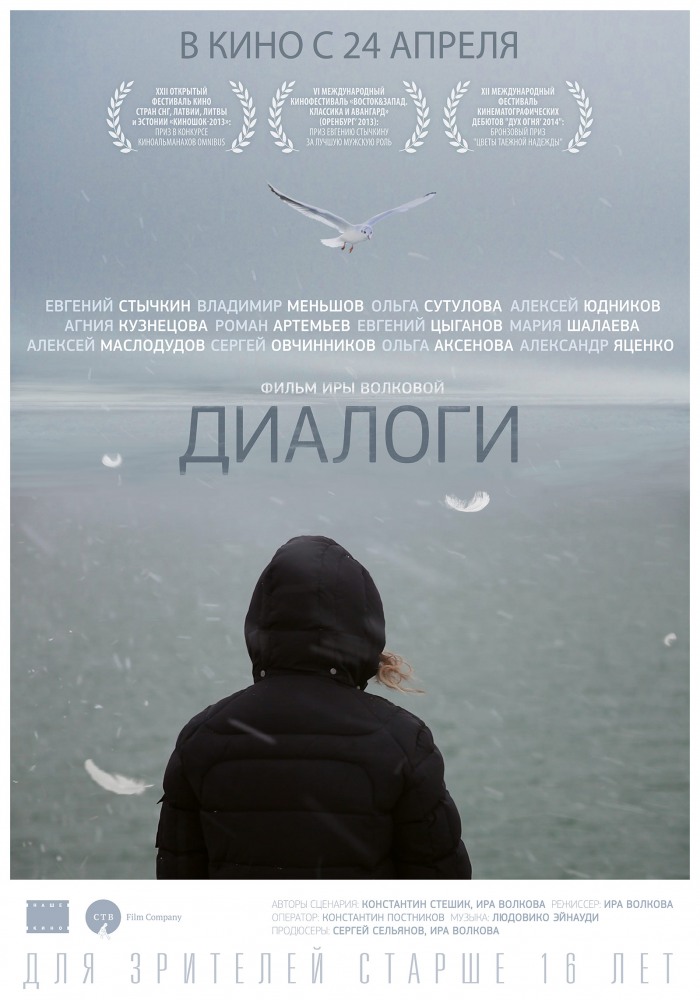 В КИНО С 24 АПРЕЛЯ
XXII ОТКРЫТЫЙ
ФЕСТИВАЛЬ КИНО
СТРАН СНГ, ЛАТВИИ, ЛИТВЫ
и ЭСТОНИИ «КИНОШОК-2013»:
ПРИЗ В КОНКУРСЕ
КИНОАЛЬМАНАХОВ OMNIBUS
VI МЕЖДУНАРОДНЫЙ
КИНОФЕСТИВАЛЬ «ВОСТОК&ЗАПАД.
КЛАССИКА И АВАНГАРД»
(ОРЕНБУРГ 2013):
ПРИЗ ЕВГЕНИЮ СТЫЧКИНУ
ЗА ЛУЧШУЮ МУЖСКУЮ РОЛЬ
XII МЕЖДУНАРОДНЫЙ
ФЕСТИВАЛЬ
КИНЕМАТОГРАФИЧЕСКИХ
ДЕБЮТОВ "ДУХ ОГНЯ' 2014":
БРОНЗОВЫЙ ПРИЗ
"ЦВЕТЫ ТАЕЖНОЙ НАДЕЖДЫ"
ЕВГЕНИЙ СТЫЧКИН ВЛАДИМИР МЕНЬШОВ ОЛЬГА СУТУЛОВА АЛЕКСЕЙ ЮДНИКОВ
АГНИЯ КУЗНЕЦОВА РОМАН АРТЕМЬЕВ ЕВГЕНИЙ ЦЫГАНОВ МАРИЯ ШАЛАЕВА
АЛЕКСЕЙ МАСЛОДУДОВ СЕРГЕЙ ОВЧИННИКОВ ОЛЬГА АКСЕНОВА АЛЕКСАНДР ЯЦЕНКО
ФИЛЬМ ИРЫ ВОЛКОВОЙ
ДИАЛОГИ
НАШЕ
КИНО
СТВ
Film Company
АВТОРЫ СЦЕНАРИЯ: КОНСТАНТИН СТЕШИК, ИРА ВОЛКОВА РЕЖИССЕР: ИРА ВОЛКОВА
ОПЕРАТОР: КОНСТАНТИН ПОСТНИКОВ МУЗЫКА: ЛЮДОВИКО ЭЙНАУДИ
ПРОДЮСЕРЫ: СЕРГЕЙ СЕЛЬЯНОВ, ИРА ВОЛКОВА
ДЛЯ ЗРИТЕЛЕЙ СТАРШЕ 16 ЛЕТ